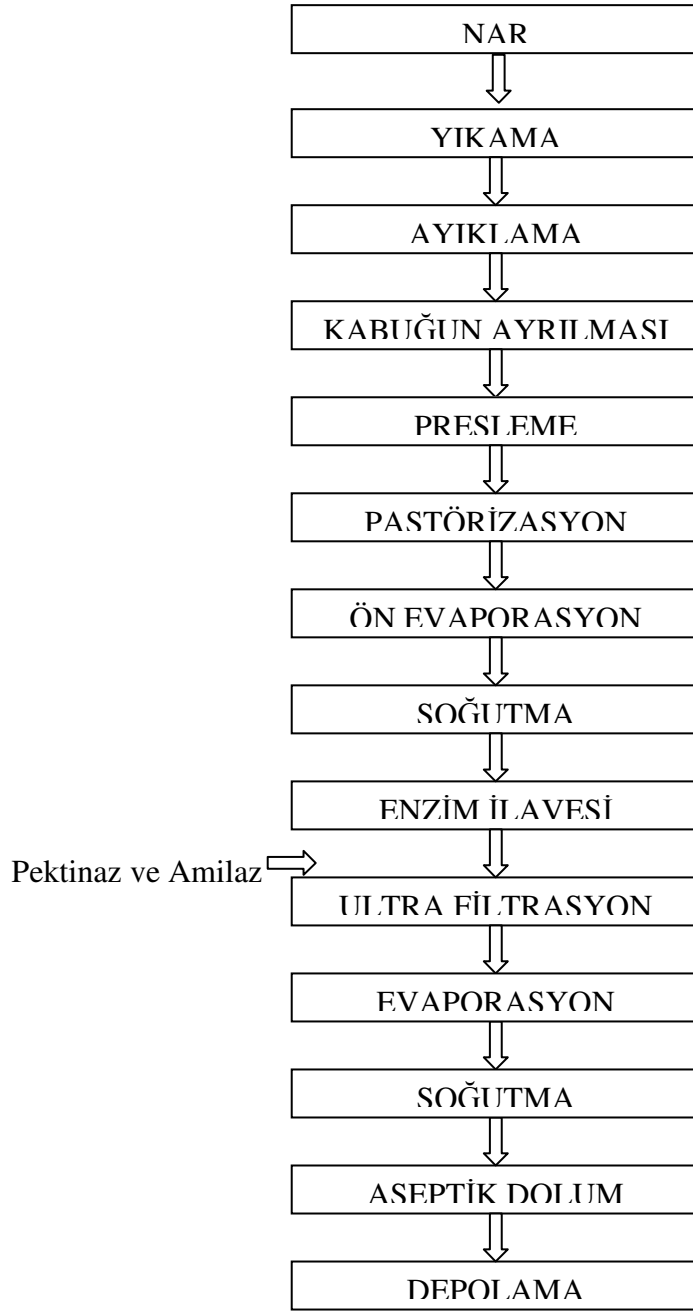 NAR
YIKAMA
AYIKLAMA
KABUĞUN AYRILMASI
PRESLEME
PASTÖRİZASYON
ÖN EVAPORASYON
SOĞUTMA
ENZİM İLAVESİ
Pektinaz ve Amilaz
ULTRA FİLTRASYON
EVAPORASYON
SOĞUTMA
ASEPTİK DOLUM
DEPOLAMA